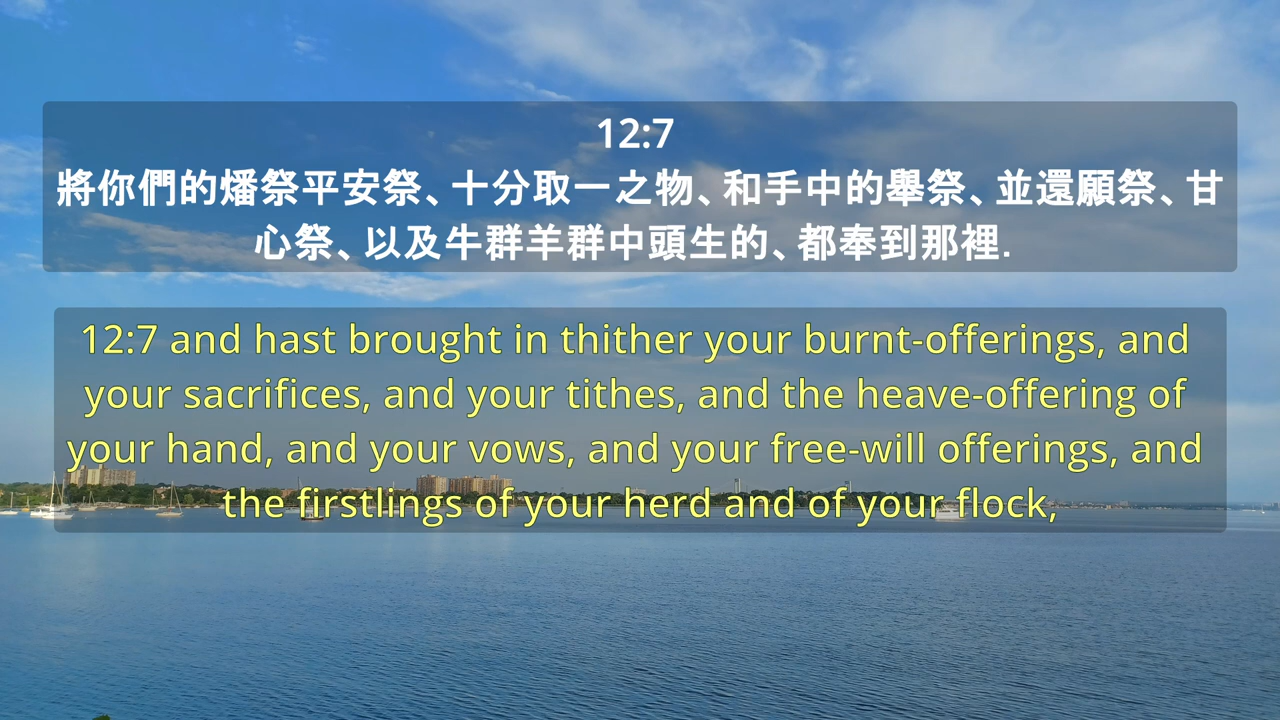 12:7
將你們的燔祭平安祭、十分取一之物、和手中的舉祭、並還願祭、甘
心祭、以及牛群羊群中頭生的、都奉到那裡.
12:7 and hast brought in thither your burnt-offerings, and
your sacrifices, and your tithes, and the heave-offering of
your hand, and your vows, and your free-will offerings, and
the firstlings of your herd and of your flock,